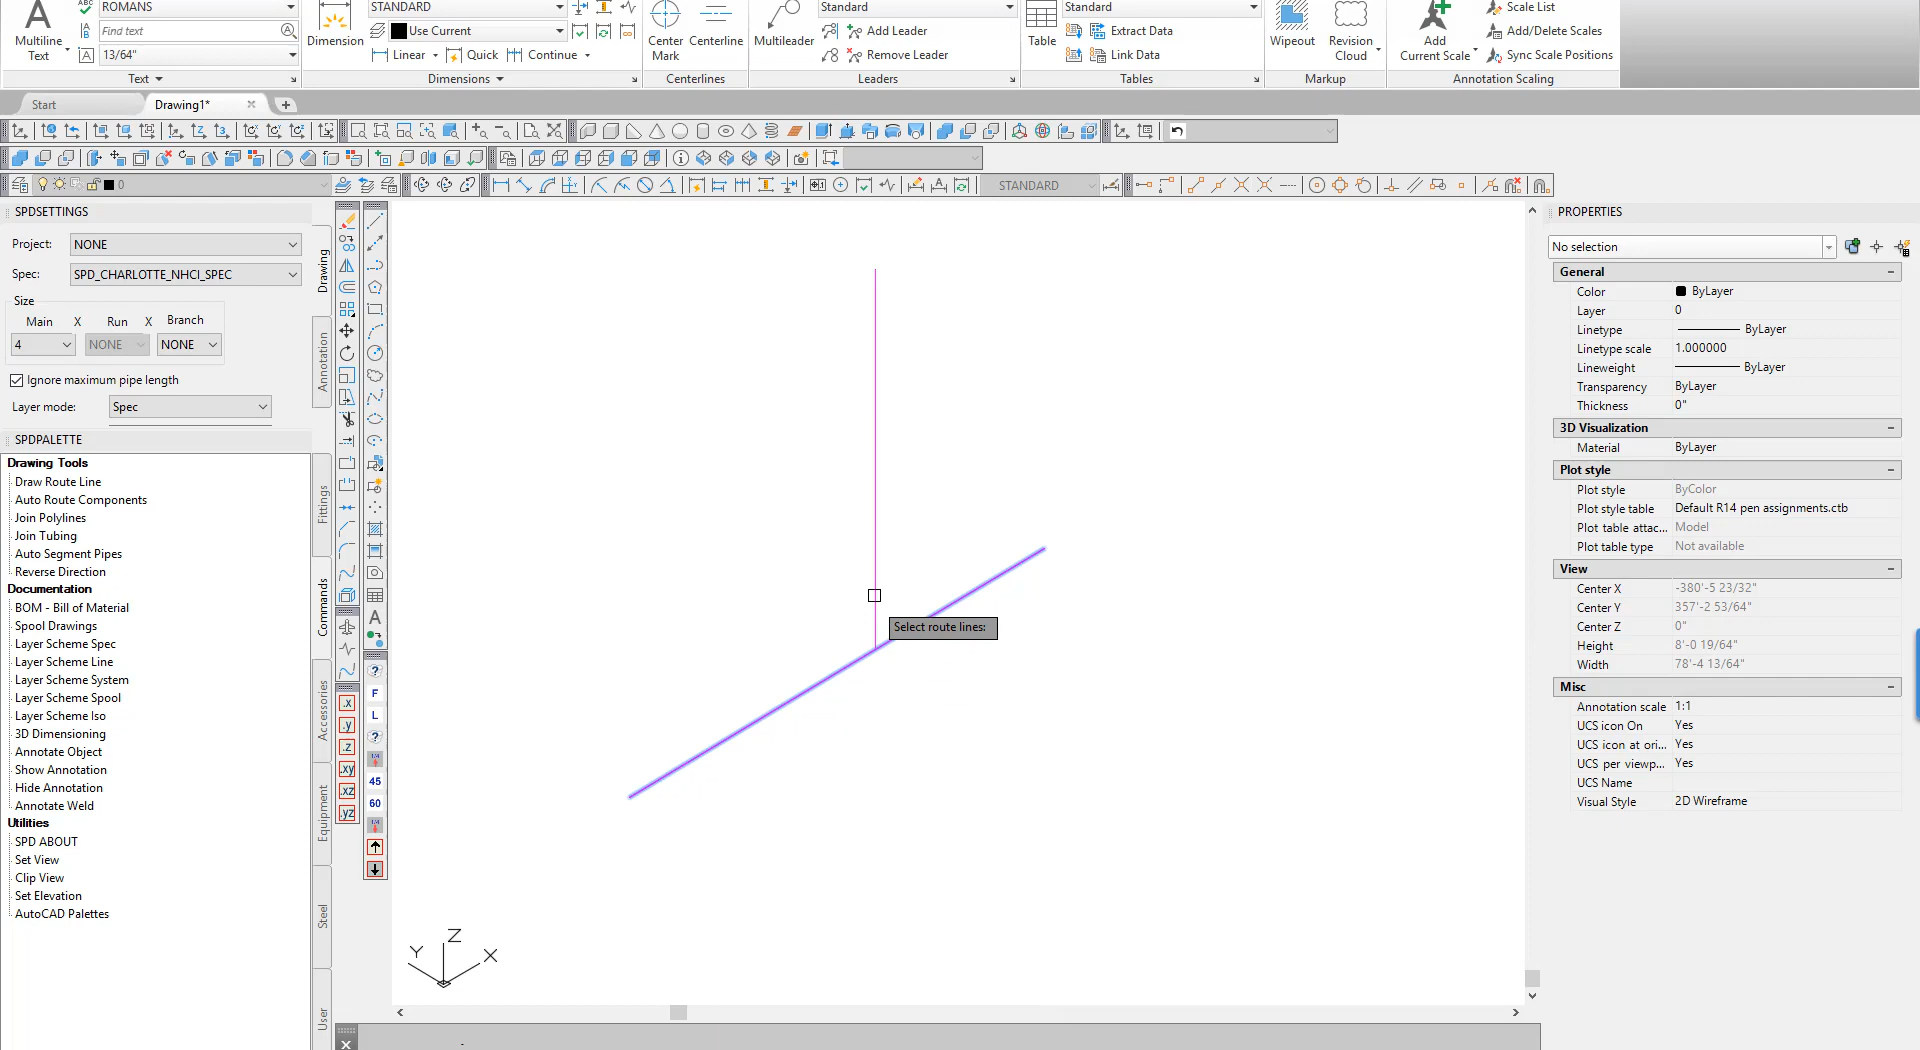 ROMANS
STANDARD
Standard
Standard
Scale List
Multiline
Text
Find text
Dimension
Use Current
Center
Mark
Centerline
Multileader
Add Leader
Table
Extract Data
Wipeout
Revision
Cloud
Add
Current Scale
Add/Delete Scales
13/64"
Linear
Quick
Continue
Remove Leader
Link Data
Sync Scale Positions
Text
Dimensions
Centerlines
Leaders
Tables
Markup
Annotation Scaling
Start
Drawing1*
0
STANDARD
SPDSETTINGS
Project:
NONE
Spec:
SPD_CHARLOTTE_NHCI_SPEC
Size
Main
X
Run
X
Branch
4
NONE
NONE
Ignore maximum pipe length
Layer mode:
Spec
SPDPALETTE
Drawing Tools
Draw Route Line
Auto Route Components
Join Polylines
Join Tubing
Auto Segment Pipes
Reverse Direction
Documentation
BOM - Bill of Material
Spool Drawings
Layer Scheme Spec
Layer Scheme Line
Layer Scheme System
Layer Scheme Spool
Layer Scheme Iso
3D Dimensioning
Annotate Object
Show Annotation
Hide Annotation
Annotate Weld
Utilities
SPD ABOUT
Set View
Clip View
Set Elevation
AutoCAD Palettes
Drawing
Annotation
Fittings
Commands
Accessories
Equipment
Steel
User
.x
.y
.z
.xy
.xz
.yz
A
?
F
L
?
45
60
Select route lines:
Z
Y
X
PROPERTIES
No selection
General
Color
ByLayer
Layer
0
Linetype
ByLayer
Linetype scale
1.000000
Lineweight
ByLayer
Transparency
ByLayer
Thickness
0"
3D Visualization
Material
ByLayer
Plot style
Plot style
ByColor
Plot style table
Default R14 pen assignments.ctb
Plot table attac...
Model
Plot table type
Not available
View
Center X
-380'-5 23/32"
Center Y
357'-2 53/64"
Center Z
0"
Height
8'-0 19/64"
Width
78'-4 13/64"
Misc
Annotation scale
1:1
UCS icon On
Yes
UCS icon at ori...
Yes
UCS per viewp...
Yes
UCS Name
Visual Style
2D Wireframe